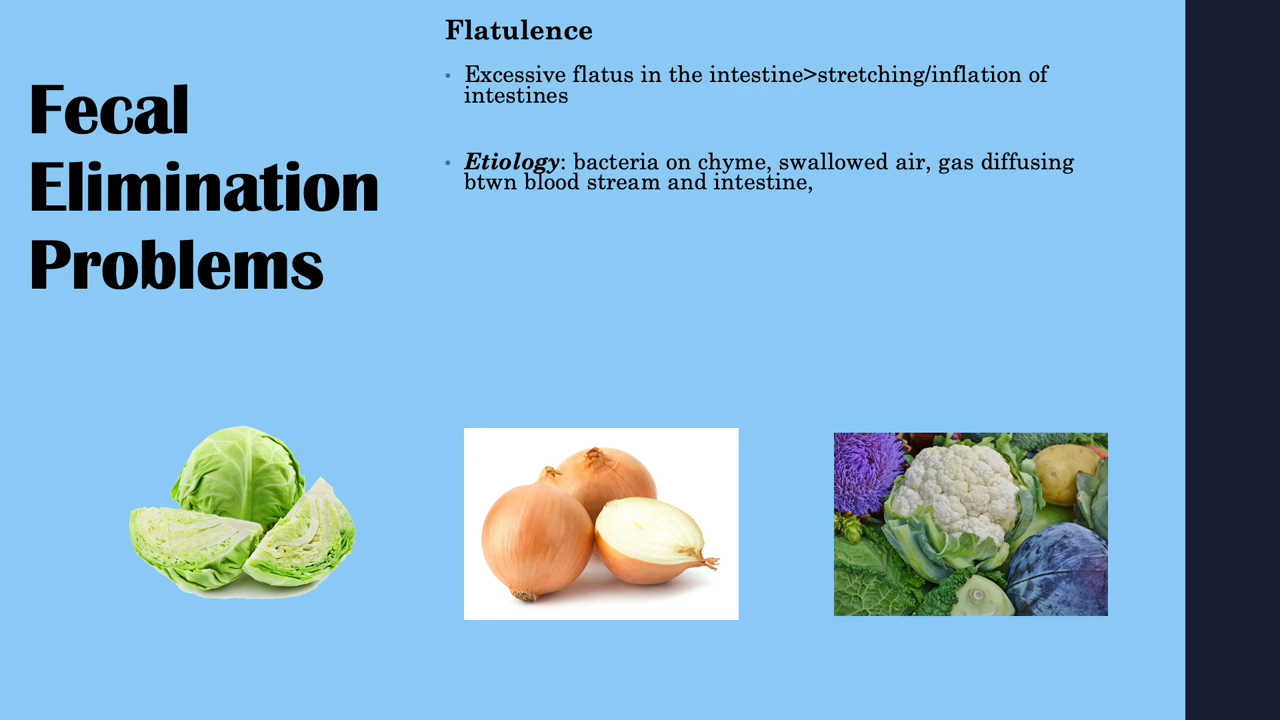 Fecal
Elimination
Problems
Flatulence
• Excessive flatus in the intestine>stretching/inflation of
intestines
• Etiology: bacteria on chyme, swallowed air, gas diffusing
btwn blood stream and intestine,